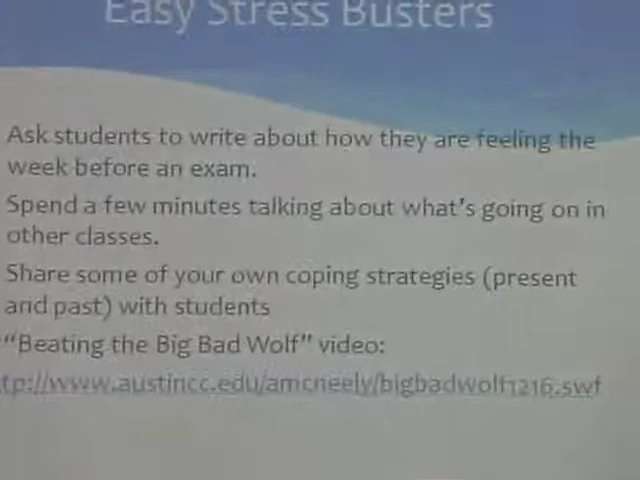 Easy Stress Busters
Ask students to write about how they are feeling the
week before an exam.
Spend a few minutes talking about what's going on in
other classes.
Share some of your own coping strategies (present
and past) with students
"Beating the Big Bad Wolf" video:
tp://www.austincc.edu/amcneely/bigbadwolf1216.swf